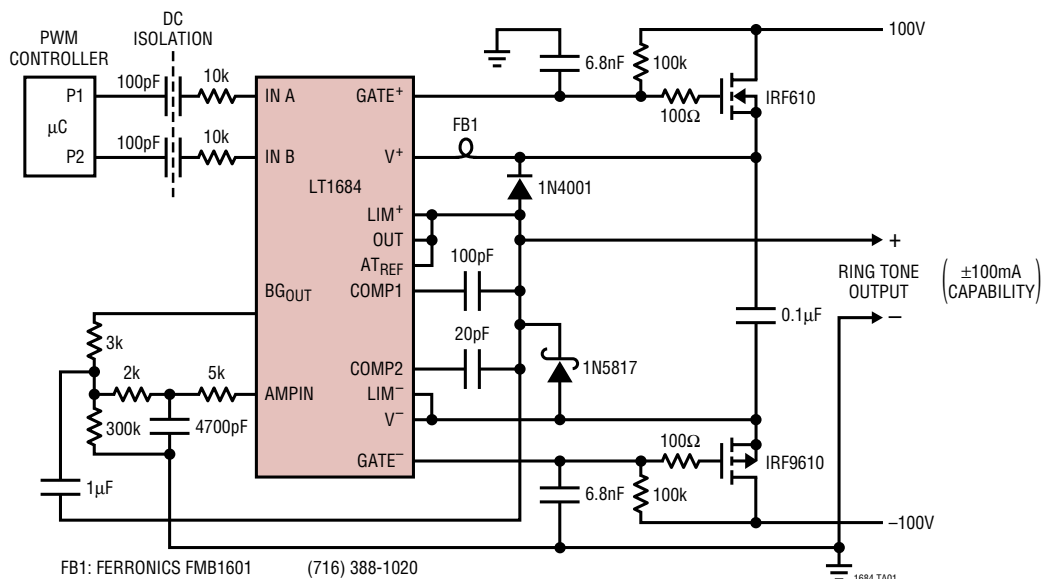 PWM
CONTROLLER
DC
ISOLATION
P1
µC
P2
100pF
100pF
10k
10k
IN A
IN B
LT1684
GATE+
V+
LIM+
OUT
ATREF
COMP1
COMP2
LIM–
V–
GATE–
BGOUT
AMPIN
FB1
6.8nF
100k
100Ω
IRF610
100V
1N4001
100pF
20pF
1N5817
+
RING TONE
OUTPUT
–
(±100mA
CAPABILITY)
0.1µF
3k
2k
5k
300k
4700pF
1µF
100Ω
IRF9610
6.8nF
100k
–100V
FB1: FERRONICS FMB1601 (716) 388-1020
1684 TA01